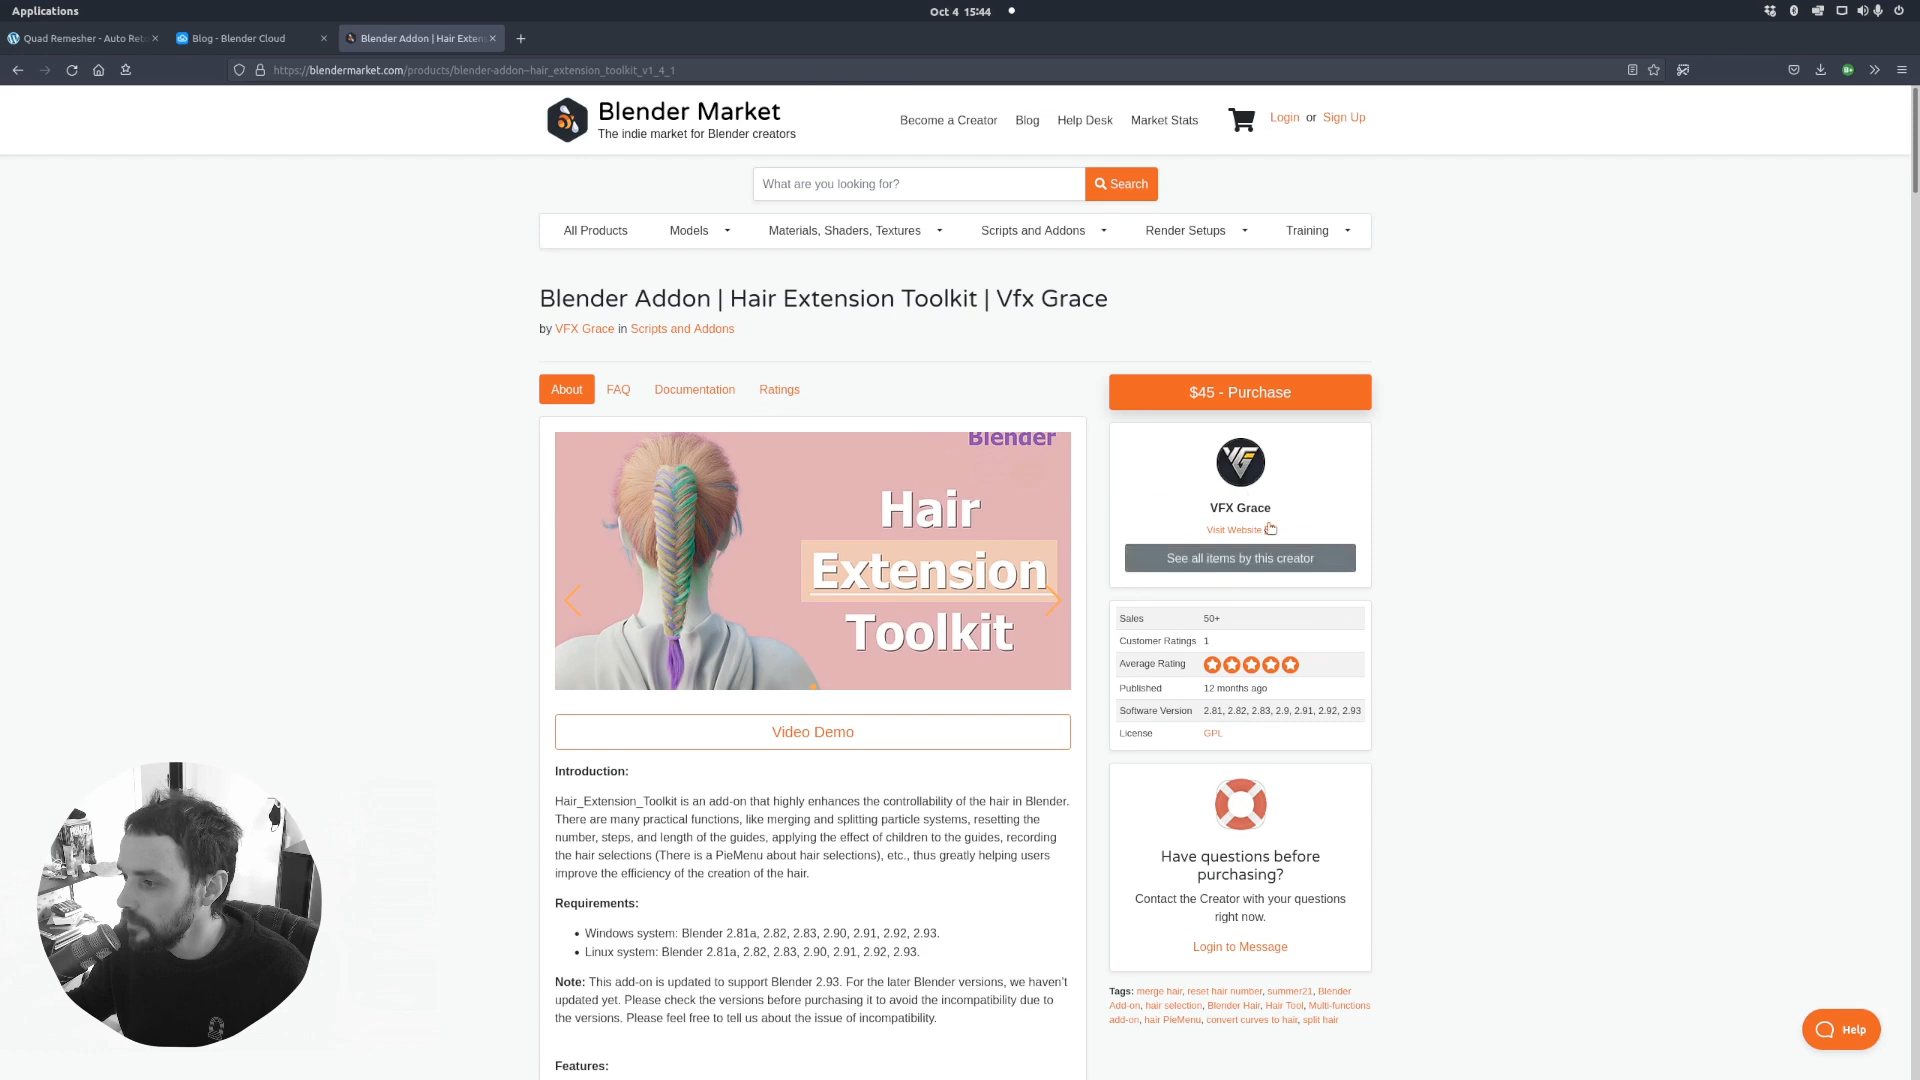 Applications
Oct 4 15:44
Quad Remesher - Auto Reto
Blog - Blender Cloud
Blender Addon | Hair Exten
https://blendermarket.com/products/blender-addon--hair_extension_toolkit_v1_4_1
Blender Market
The indie market for Blender creators
Become a Creator
Blog
Help Desk
Market Stats
Login or Sign Up
What are you looking for?
Search
All Products
Models
Materials, Shaders, Textures
Scripts and Addons
Render Setups
Training
Blender Addon | Hair Extension Toolkit | Vfx Grace
by VFX Grace in Scripts and Addons
About
FAQ
Documentation
Ratings
$45 - Purchase
Blender
Hair
Extension
Toolkit
VFX Grace
Visit Website
See all items by this creator
Sales 50+
Customer Ratings 1
Average Rating
Published 12 months ago
Software Version 2.81, 2.82, 2.83, 2.9, 2.91, 2.92, 2.93
License GPL
Video Demo
Introduction:
Hair_Extension_Toolkit is an add-on that highly enhances the controllability of the hair in Blender.
There are many practical functions, like merging and splitting particle systems, resetting the
number, steps, and length of the guides, applying the effect of children to the guides, recording
the hair selections (There is a PieMenu about hair selections), etc., thus greatly helping users
improve the efficiency of the creation of the hair.
Requirements:
• Windows system: Blender 2.81a, 2.82, 2.83, 2.90, 2.91, 2.92, 2.93.
• Linux system: Blender 2.81a, 2.82, 2.83, 2.90, 2.91, 2.92, 2.93.
Note: This add-on is updated to support Blender 2.93. For the later Blender versions, we haven't
updated yet. Please check the versions before purchasing it to avoid the incompatibility due to
the versions. Please feel free to tell us about the issue of incompatibility.
Features:
Have questions before
purchasing?
Contact the Creator with your questions
right now.
Login to Message
Tags: merge hair, reset hair number, summer21, Blender
Add-on, hair selection, Blender Hair, Hair Tool, Multi-functions
add-on, hair PieMenu, convert curves to hair, split hair
Help